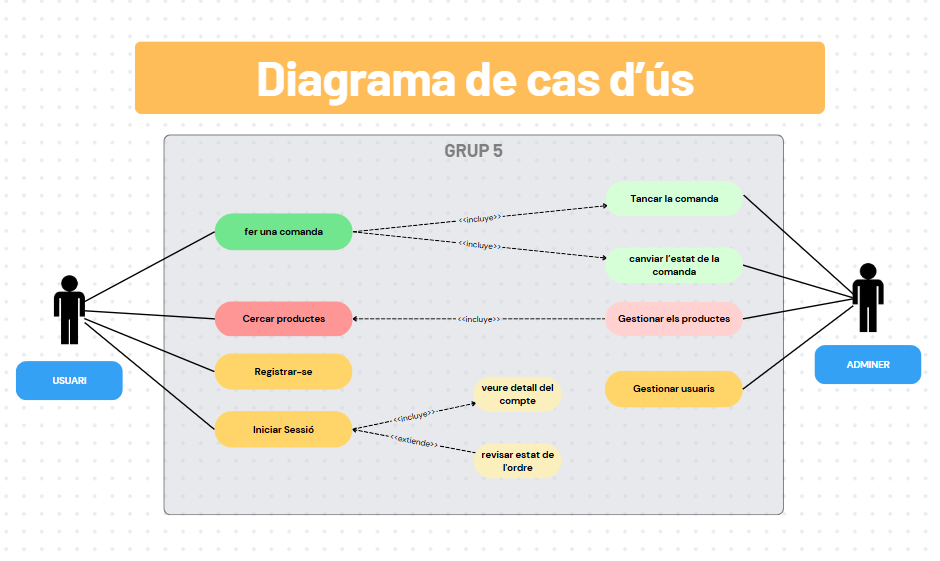 Diagrama de cas d'ús
GRUP 5
Tancar la comanda
<<incluye>>
fer una comanda
<<incluye>>
canviar l'estat de la
comanda
Cercar productes
<<incluye>>
Gestionar els productes
USUARI
ADMINER
Registrar-se
veure detall del
compte
Gestionar usuaris
<<incluye>>
Iniciar Sessió
<<extiende>>
revisar estat de
l'ordre